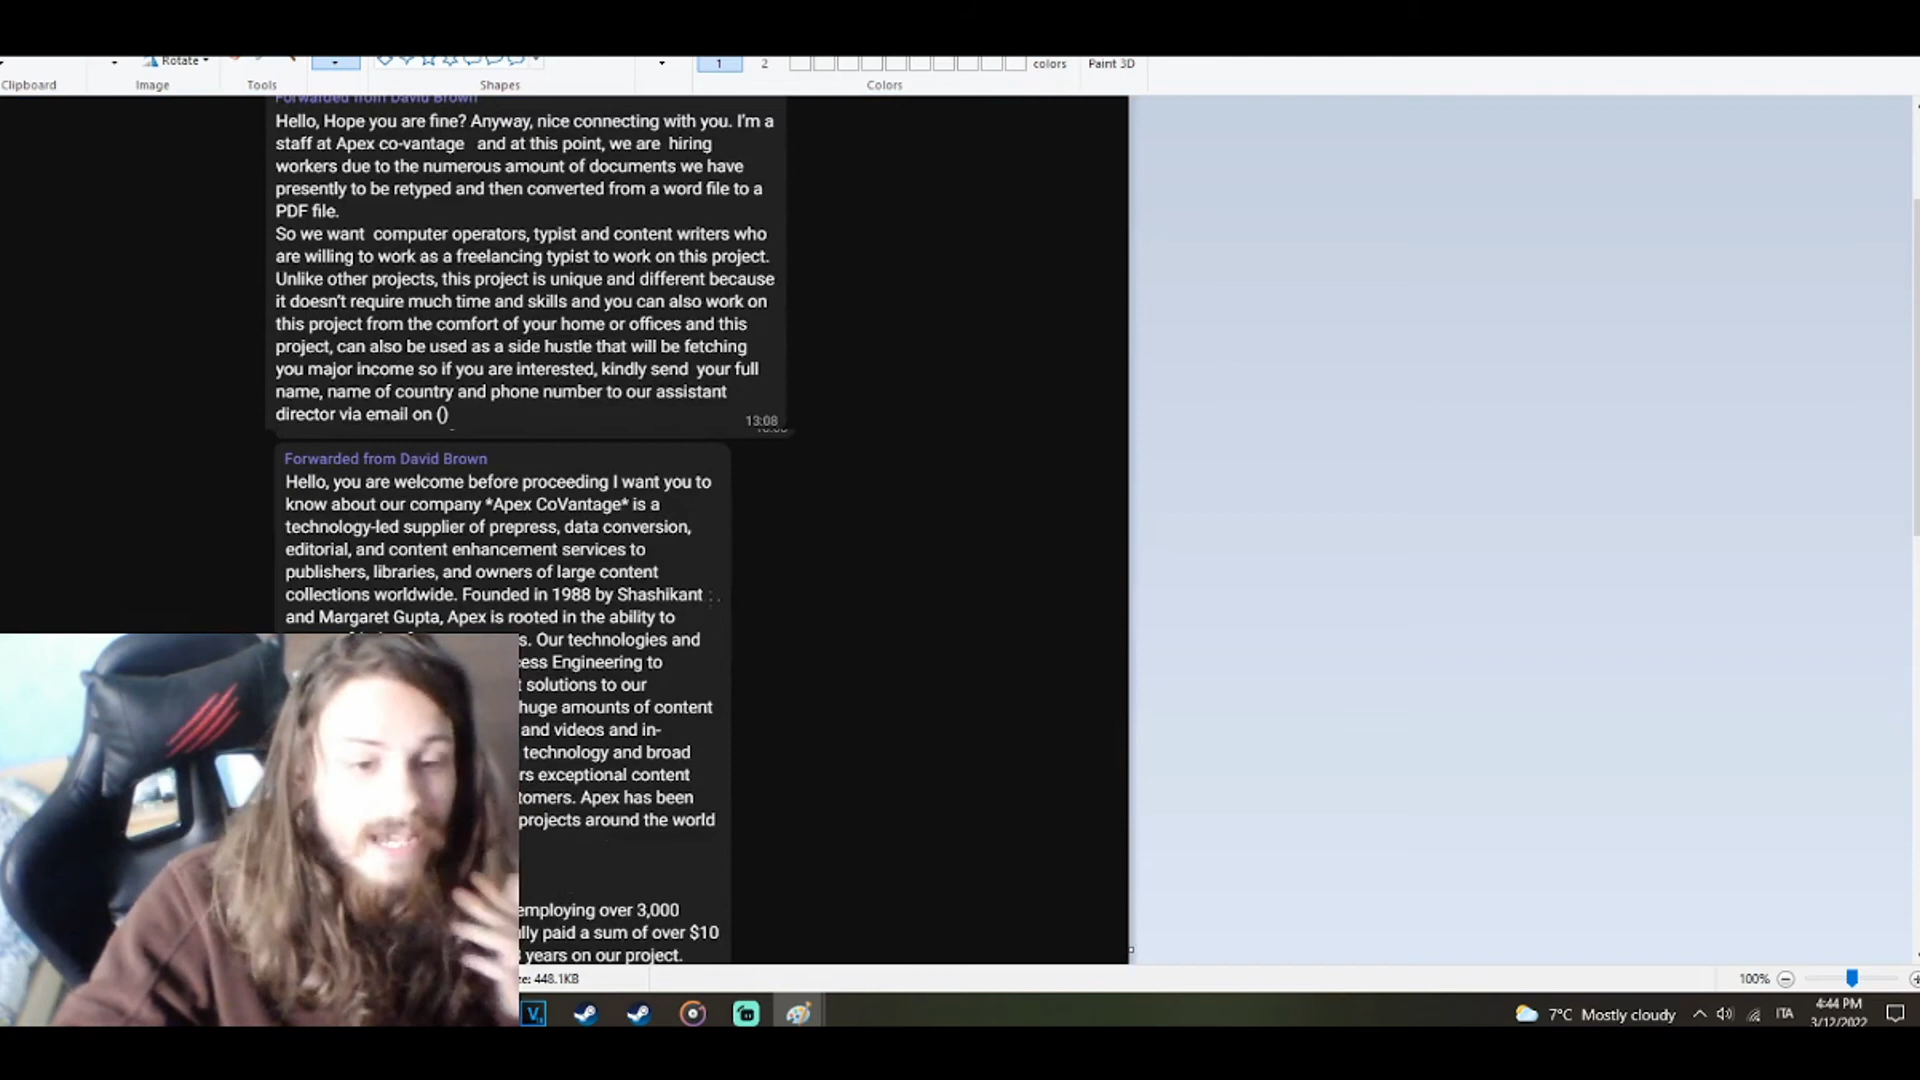 Rotate
1
2
colors
Paint 3D
Clipboard
Image
Tools
Shapes
Colors
Forwarded from David Brown
Hello, Hope you are fine? Anyway, nice connecting with you. I'm a
staff at Apex co-vantage and at this point, we are hiring
workers due to the numerous amount of documents we have
presently to be retyped and then converted from a word file to a
PDF file.
So we want computer operators, typist and content writers who
are willing to work as a freelancing typist to work on this project.
Unlike other projects, this project is unique and different because
it doesn't require much time and skills and you can also work on
this project from the comfort of your home or offices and this
project, can also be used as a side hustle that will be fetching
you major income so if you are interested, kindly send your full
name, name of country and phone number to our assistant
director via email on ()
13:08
Forwarded from David Brown
Hello, you are welcome before proceeding I want you to
know about our company *Apex CoVantage* is a
technology-led supplier of prepress, data conversion,
editorial, and content enhancement services to
publishers, libraries, and owners of large content
collections worldwide. Founded in 1988 by Shashikant
and Margaret Gupta, Apex is rooted in the ability to
s. Our technologies and
cess Engineering to
t solutions to our
huge amounts of content
and videos and in-
technology and broad
rs exceptional content
tomers. Apex has been
projects around the world
employing over 3,000
lly paid a sum of over $10
years on our project.
ze: 448.1KB
100%
7°C Mostly cloudy
ITA
4:44 PM
3/12/2022